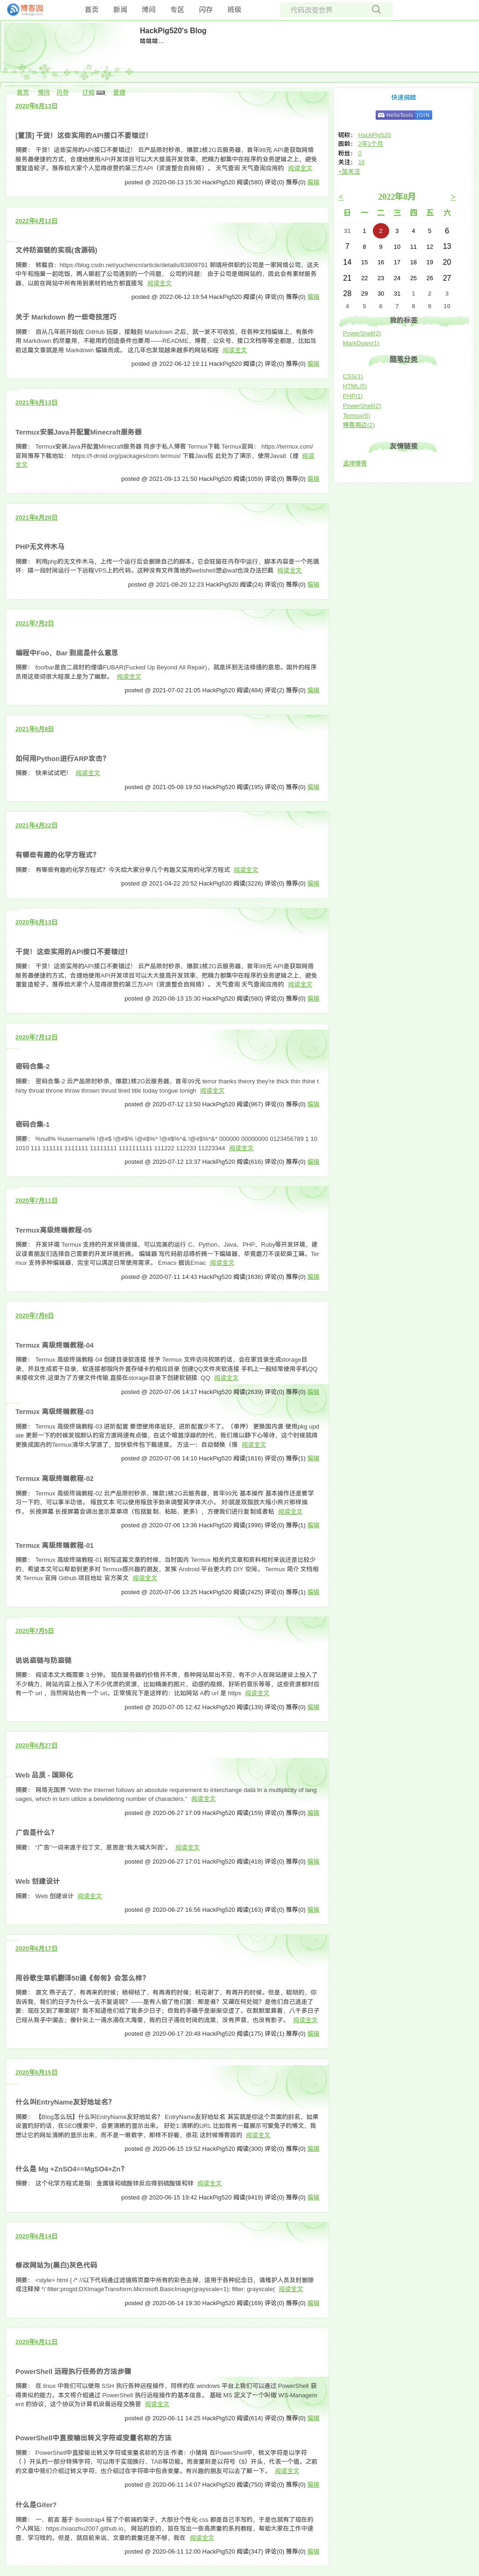 博客园
首页 新闻 博问 专区 闪存 班级
代码改变世界
HackPig520's Blog
咕咕咕....
首页 博问 闪存 订阅 管理
2020年8月13日
[置顶] 干货！这些实用的API接口不要错过！
摘要： 干货！这些实用的API接口不要错过！ 云产品限时秒杀，爆款1核2G云服务器，首年99元 API是获取网络
服务最便捷的方式，合理地使用API开发项目可以大大提高开发效率，把精力都集中在程序的业务逻辑之上，避免
重复造轮子。推荐给大家个人觉得很赞的第三方API（资源整合自网络）。 天气查询 天气查询应用的 阅读全文
posted @ 2020-08-13 15:30 HackPig520 阅读(580) 评论(0) 推荐(0) 编辑
2022年6月12日
文件防盗链的实现(含源码)
摘要： 转载自：https://blog.csdn.net/yuchencn/article/details/83809791 郭靖所供职的公司是一家网络公司，这天
中午和拖雷一起吃饭，两人聊起了公司遇到的一个问题， 公司的问题： 由于公司是做网站的，因此会有素材服务
器，以前在网站中所有用到素材的地方都直接写 阅读全文
posted @ 2022-06-12 19:54 HackPig520 阅读(4) 评论(0) 推荐(0) 编辑
关于 Markdown 的一些奇技淫巧
摘要： 自从几年前开始在 GitHub 玩耍，接触到 Markdown 之后，就一发不可收拾，在各种文档编辑上，有条件
用 Markdown 的尽量用，不能用的创造条件也要用——README、博客、公众号、接口文档等等全都是，比如当
前这篇文章就是用 Markdown 编辑而成。 这几年也发现越来越多的网站和程 阅读全文
posted @ 2022-06-12 19:11 HackPig520 阅读(2) 评论(0) 推荐(0) 编辑
2021年9月13日
Termux安装Java并配置Minecraft服务器
摘要： Termux安装Java并配置Minecraft服务器 同步于私人博客 Termux下载 Termux官网： https://termux.com/
官网推荐下载地址： https://f-droid.org/packages/com.termux/ 下载Java包 此处为了演示，使用Java8（建 阅读
全文
posted @ 2021-09-13 21:50 HackPig520 阅读(1059) 评论(0) 推荐(0) 编辑
2021年8月20日
PHP无文件木马
摘要： 利用php的无文件木马，上传一个运行后会删除自己的脚本。它会驻留在内存中运行，脚本内容是一个死循
环：读一段时间运行一下远程VPS上的代码。这种没有文件落地的webshell想必waf也没办法拦截 阅读全文
posted @ 2021-08-20 12:23 HackPig520 阅读(24) 评论(0) 推荐(0) 编辑
2021年7月2日
编程中Foo，Bar 到底是什么意思
摘要： foo/bar是自二战时的俚语FUBAR(Fucked Up Beyond All Repair)，就是坏到无法修缮的意思。国外的程序
员用这些词很大程度上是为了幽默。 阅读全文
posted @ 2021-07-02 21:05 HackPig520 阅读(484) 评论(2) 推荐(0) 编辑
2021年5月8日
如何用Python进行ARP攻击？
摘要： 快来试试吧！ 阅读全文
posted @ 2021-05-08 19:50 HackPig520 阅读(195) 评论(0) 推荐(0) 编辑
2021年4月22日
有哪些有趣的化学方程式？
摘要： 有哪些有趣的化学方程式？今天给大家分享几个有趣又实用的化学方程式 阅读全文
posted @ 2021-04-22 20:52 HackPig520 阅读(3226) 评论(0) 推荐(0) 编辑
2020年8月13日
干货！这些实用的API接口不要错过！
摘要： 干货！这些实用的API接口不要错过！ 云产品限时秒杀，爆款1核2G云服务器，首年99元 API是获取网络
服务最便捷的方式，合理地使用API开发项目可以大大提高开发效率，把精力都集中在程序的业务逻辑之上，避免
重复造轮子。推荐给大家个人觉得很赞的第三方API（资源整合自网络）。 天气查询 天气查询应用的 阅读全文
posted @ 2020-08-13 15:30 HackPig520 阅读(580) 评论(0) 推荐(0) 编辑
2020年7月12日
密码合集-2
摘要： 密码合集-2 云产品限时秒杀，爆款1核2G云服务器，首年99元 terror thanks theory they're thick thin thine t
hirty throat throne throw thrown thrust tired title today tongue tonigh 阅读全文
posted @ 2020-07-12 13:50 HackPig520 阅读(967) 评论(0) 推荐(0) 编辑
密码合集-1
摘要： %null% %username% !@#$ !@#$% !@#$%^ !@#$%^& !@#$%^&* 000000 00000000 0123456789 1 10
1010 111 111111 1111111 11111111 1111111111 111222 112233 11223344 阅读全文
posted @ 2020-07-12 13:37 HackPig520 阅读(616) 评论(0) 推荐(0) 编辑
2020年7月11日
Termux高级终端教程-05
摘要： 开发环境 Termux 支持的开发环境很强，可以完美的运行 C、Python、Java、PHP、Ruby等开发环境，建
议读者朋友们选择自己需要的开发环境折腾。 编辑器 写代码前总得折腾一下编辑器，毕竟磨刀不误砍柴工嘛。Ter
mux 支持多种编辑器，完全可以满足日常使用需求。 Emacs 据说Emac 阅读全文
posted @ 2020-07-11 14:43 HackPig520 阅读(1636) 评论(0) 推荐(0) 编辑
2020年7月6日
Termux 高级终端教程-04
摘要： Termux 高级终端教程-04 创建目录软连接 授予 Termux 文件访问权限的话，会在家目录生成storage目
录，并且生成若干目录，软连接都指向外置存储卡的相应目录 创建QQ文件夹软连接 手机上一般经常使用手机QQ
来接收文件,这里为了方便文件传输,直接在storage目录下创建软链接. QQ 阅读全文
posted @ 2020-07-06 14:17 HackPig520 阅读(2639) 评论(0) 推荐(0) 编辑
Termux 高级终端教程-03
摘要： Termux 高级终端教程-03 进阶配置 要想使用体验好，进阶配置少不了。（单押） 更换国内源 使用pkg upd
ate 更新一下的时候发现默认的官方源网速有点慢，在这个喧嚣浮躁的时代，我们难以静下心等待，这个时候就得
更换成国内的Termux清华大学源了，加快软件包下载速度。 方法一：自动替换（推 阅读全文
posted @ 2020-07-06 14:10 HackPig520 阅读(1616) 评论(0) 推荐(1) 编辑
Termux 高级终端教程-02
摘要： Termux 高级终端教程-02 云产品限时秒杀，爆款1核2G云服务器，首年99元 基本操作 基本操作还是要学
习一下的，可以事半功倍。 缩放文本 可以使用缩放手势来调整其字体大小。 对!就是双指放大缩小照片那样操
作。 长按屏幕 长按屏幕会调出显示菜单项（包括复制、粘贴、更多），方便我们进行复制或者粘 阅读全文
posted @ 2020-07-06 13:36 HackPig520 阅读(1996) 评论(0) 推荐(1) 编辑
Termux 高级终端教程-01
摘要： Termux 高级终端教程-01 刚写这篇文章的时候，当时国内 Termux 相关的文章和资料相对来说还是比较少
的，希望本文可以帮助到更多对 Termux感兴趣的朋友，发挥 Android 平台更大的 DIY 空间。 Termux 简介 文档相
关 Termux 官网 Github 项目地址 官方英文 阅读全文
posted @ 2020-07-06 13:25 HackPig520 阅读(2425) 评论(0) 推荐(1) 编辑
2020年7月5日
说说盗链与防盗链
摘要： 阅读本文大概需要 3 分钟。 现在服务器的价格并不贵，各种网站层出不穷，有不少人在网站建设上投入了
不少精力，网站内容上投入了不少优质的资源，比如精美的图片，动感的视频，好听的音乐等等，这些资源都对应
有一个 url ，当然网站也有一个 url。正常情况下是这样的：比如网站 A的 url 是 https 阅读全文
posted @ 2020-07-05 12:42 HackPig520 阅读(139) 评论(0) 推荐(0) 编辑
2020年6月27日
Web 品质 - 国际化
摘要： 网络无国界 "With the Internet follows an absolute requirement to interchange data in a multiplicity of lang
uages, which in turn utilize a bewildering number of characters." 阅读全文
posted @ 2020-06-27 17:09 HackPig520 阅读(159) 评论(0) 推荐(0) 编辑
广告是什么?
摘要： “广告”一词来源于拉丁文，意思是“我大喊大叫百”。 阅读全文
posted @ 2020-06-27 17:01 HackPig520 阅读(418) 评论(0) 推荐(0) 编辑
Web 创建设计
摘要： Web 创建设计 阅读全文
posted @ 2020-06-27 16:56 HackPig520 阅读(163) 评论(0) 推荐(0) 编辑
2020年6月17日
用谷歌生草机翻译50遍《匆匆》会怎么样？
摘要： 原文 燕子去了，有再来的时候；杨柳枯了，有再青的时候；桃花谢了，有再开的时候。但是，聪明的，你
告诉我，我们的日子为什么一去不复返呢？——是有人偷了他们罢：那是谁？又藏在何处呢？是他们自己逃走了
罢：现在又到了哪里呢？我不知道他们给了我多少日子；但我的手确乎是渐渐空虚了。在默默里算着，八千多日子
已经从我手中溜去；像针尖上一滴水滴在大海里，我的日子滴在时间的流里，没有声音，也没有影子。 阅读全文
posted @ 2020-06-17 20:48 HackPig520 阅读(175) 评论(1) 推荐(0) 编辑
2020年6月15日
什么叫EntryName友好地址名?
摘要： 【Blog怎么玩】什么叫EntryName友好地址名？ EntryName友好地址名 其实就是你这个页面的别名，如果
设置的好的话，在SEO搜索中，会更清晰的显示出来。 好处1:清晰的URL 比如我有一篇展示可爱兔子的博文，我
想让它的网址清晰的显示出来，而不是一堆数字，那样不好看，很花 这时候博客园的 阅读全文
posted @ 2020-06-15 19:52 HackPig520 阅读(300) 评论(0) 推荐(0) 编辑
什么是 Mg +ZnSO4==MgSO4+Zn?
摘要： 这个化学方程式是指：金属镁和硫酸锌反应得到硫酸镁和锌 阅读全文
posted @ 2020-06-15 19:42 HackPig520 阅读(9419) 评论(0) 推荐(0) 编辑
2020年6月14日
修改网站为(黑白)灰色代码
摘要： <style> html { /* //以下代码通过滤镜将页面中所有的彩色去掉，适用于各种纪念日，请维护人员及时删除
或注释掉 */ filter:progid:DXImageTransform.Microsoft.BasicImage(grayscale=1); filter: grayscale( 阅读全文
posted @ 2020-06-14 19:30 HackPig520 阅读(169) 评论(0) 推荐(0) 编辑
2020年6月11日
PowerShell 远程执行任务的方法步骤
摘要： 在 linux 中我们可以使用 SSH 执行各种远程操作，同样的在 windows 平台上我们可以通过 PowerShell 获
得类似的能力。本文将介绍通过 PowerShell 执行远程操作的基本信息。 基础 MS 定义了一个叫做 WS-Managem
ent 的协议，这个协议为计算机设备远程交换管 阅读全文
posted @ 2020-06-11 14:25 HackPig520 阅读(614) 评论(0) 推荐(0) 编辑
PowerShell中直接输出转义字符或变量名称的方法
摘要： PowerShell中直接输出转义字符或变量名称的方法 作者：小猪网 在PowerShell中，转义字符是以字符
（`）开头的一部分特殊字符，可以用于实现换行、TAB等功能。而变量则是以符号（$）开头，代表一个值。之前的
文章中我们介绍过转义字符，也介绍过在字符串中包含变量。有兴趣的朋友可以去了解一下。 阅读全文
posted @ 2020-06-11 14:07 HackPig520 阅读(750) 评论(0) 推荐(0) 编辑
什么是Giter?
摘要： 一、前言 基于 Bootstrap4 搭了个前端的架子，大部分个性化 css 都是自己手写的，于是也就有了现在的
个人网站：https://xiaozhu2007.github.io。 网站的目的，旨在写出一些高质量的系列教程，帮助大家在工作中速
查、学习啥的。但是，就目前来说，文章的数量还是不够，我在 阅读全文
posted @ 2020-06-11 12:00 HackPig520 阅读(347) 评论(0) 推荐(0) 编辑
快速捐赠
HelloTools JOIN
昵称： HackPig520
园龄： 2年1个月
粉丝： 0
关注： 16
+加关注
< 2022年8月 >
日 一 二 三 四 五 六
31 1 2 3 4 5 6
7 8 9 10 11 12 13
14 15 16 17 18 19 20
21 22 23 24 25 26 27
28 29 30 31 1 2 3
4 5 6 7 8 9 10
我的标签
PowerShell(2)
MarkDown(1)
随笔分类
CSS(1)
HTML(5)
PHP(1)
PowerShell(2)
Termux(6)
博客周边(2)
友情链接
孟坤博客